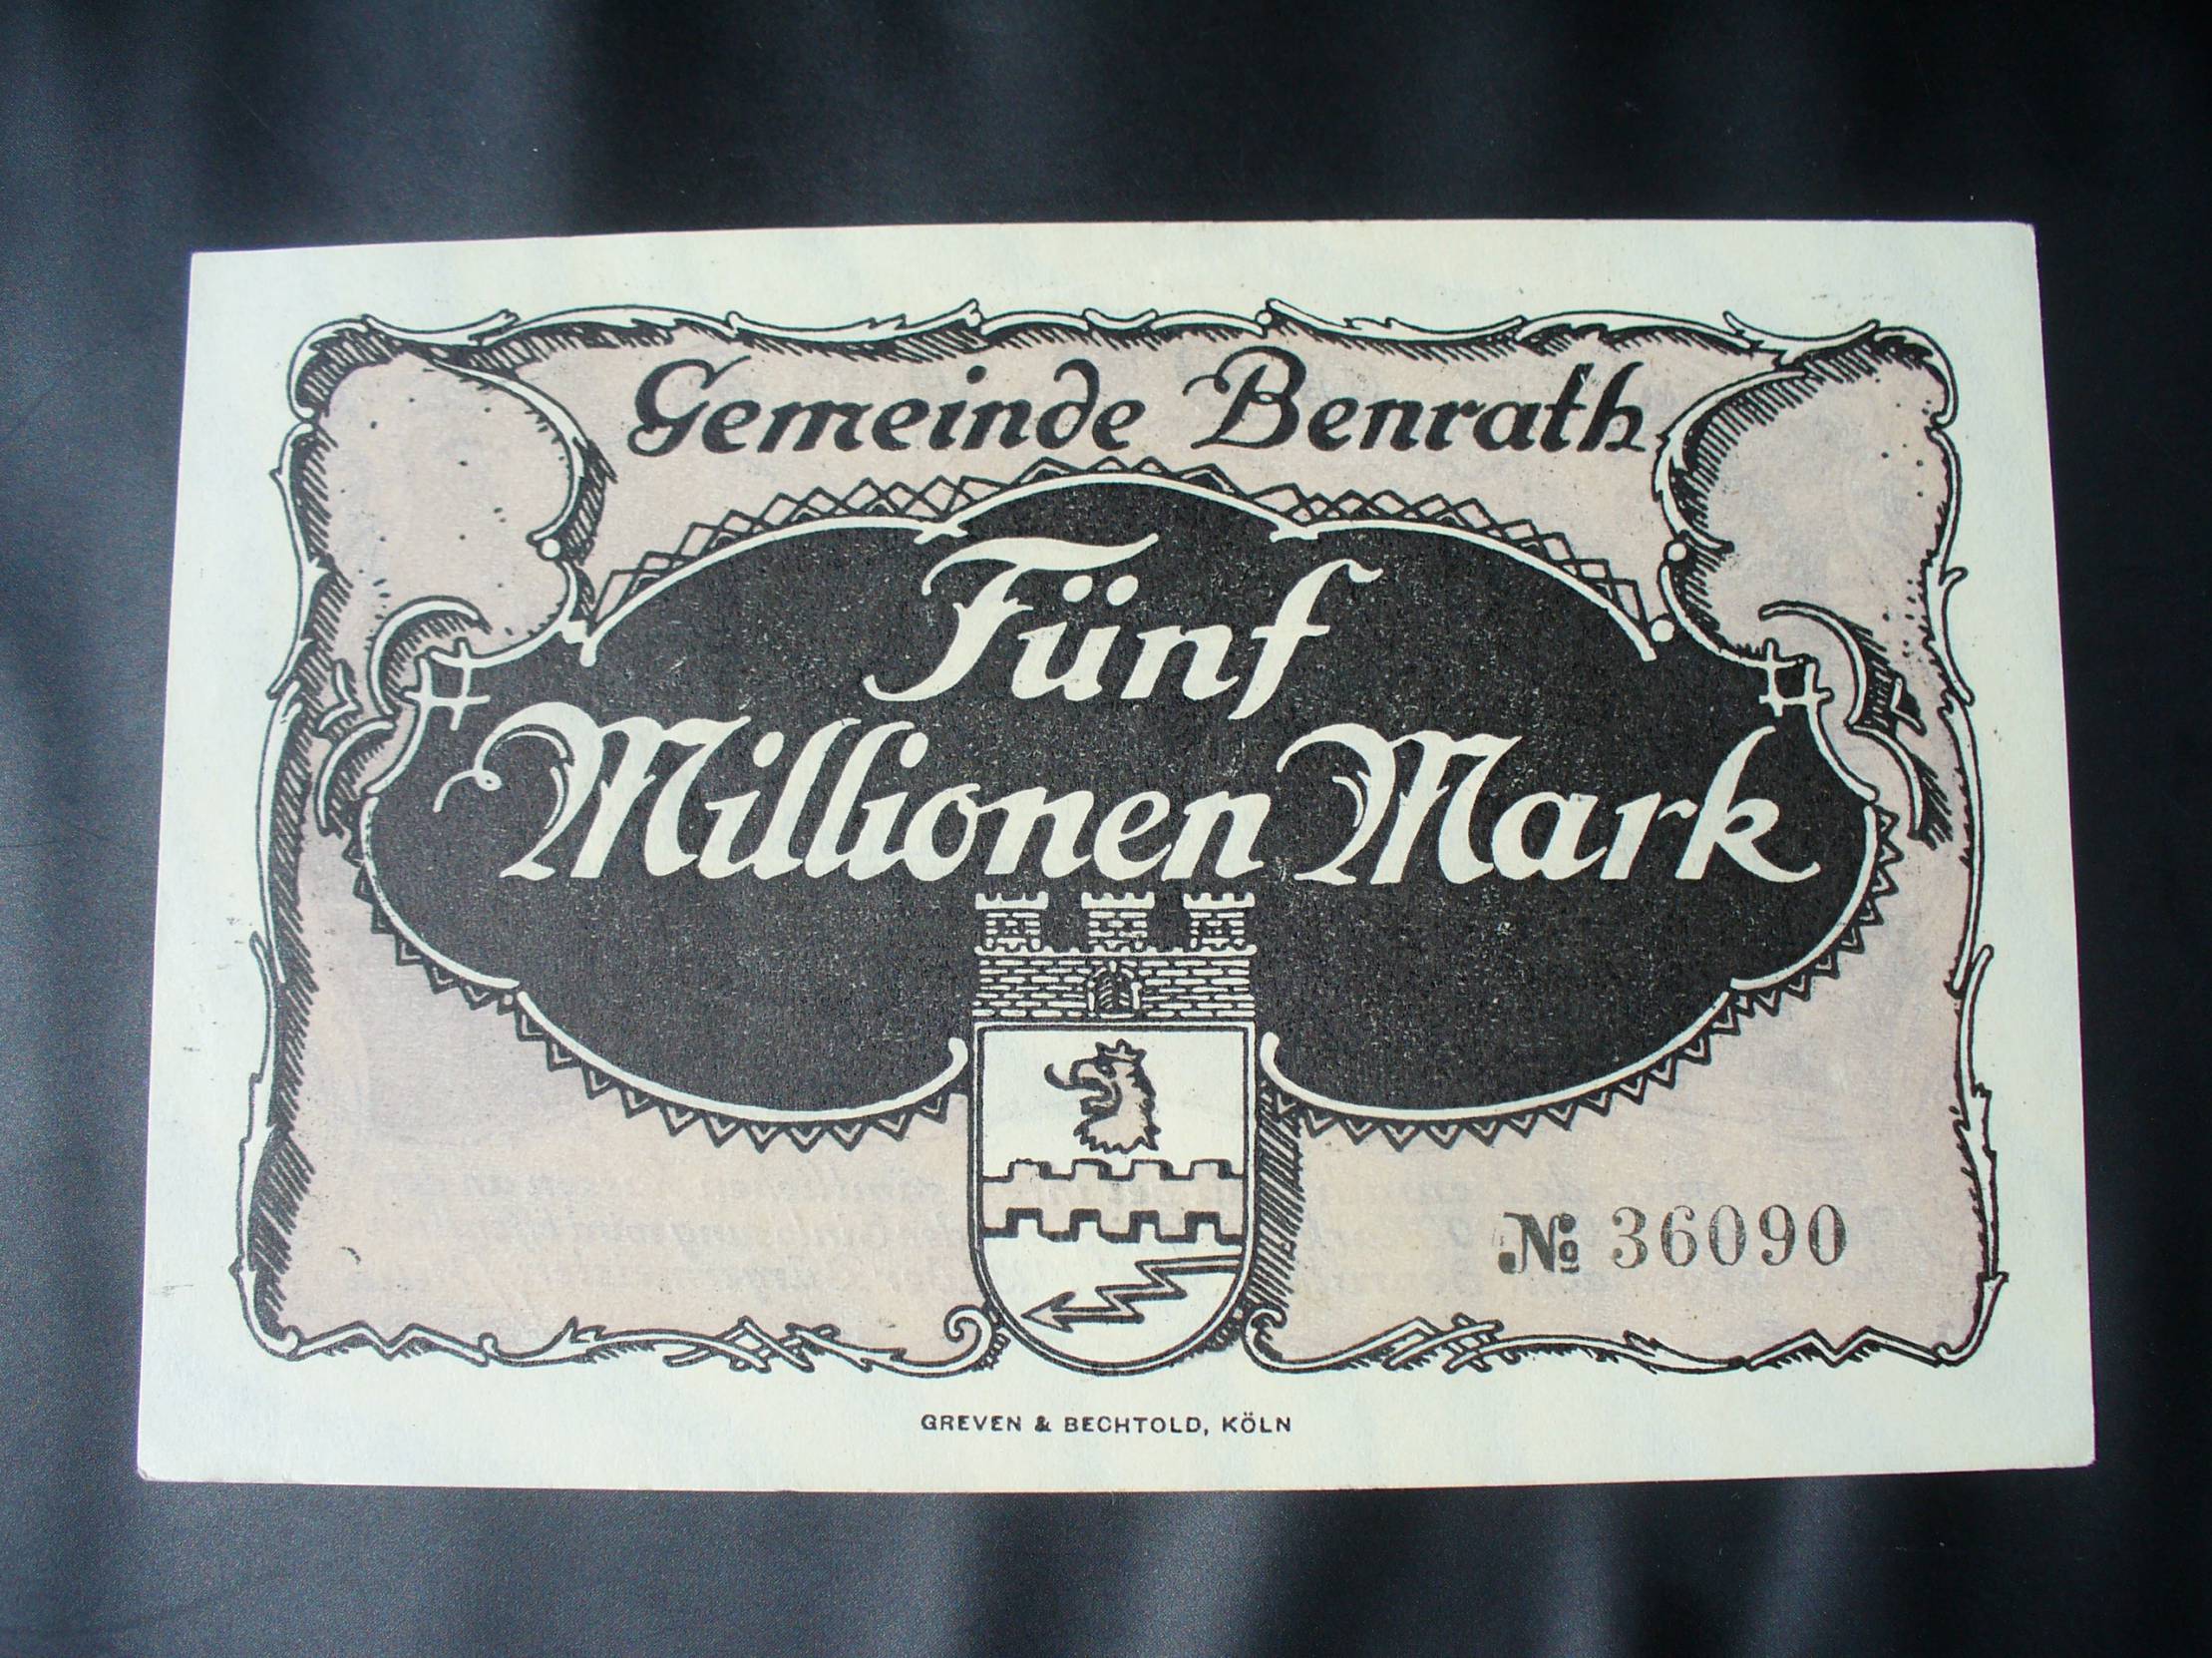 Gemeinde Benrath
Fünf
Millionen Mark
№ 36090
GREVEN & BECHTOLD, KÖLN